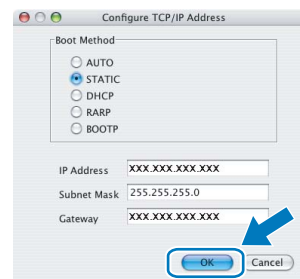 Configure TCP/IP Address
Boot Method
AUTO
STATIC
DHCP
RARP
BOOTP
IP Address XXX.XXX.XXX.XXX
Subnet Mask 255.255.255.0
Gateway XXX.XXX.XXX.XXX
OK Cancel